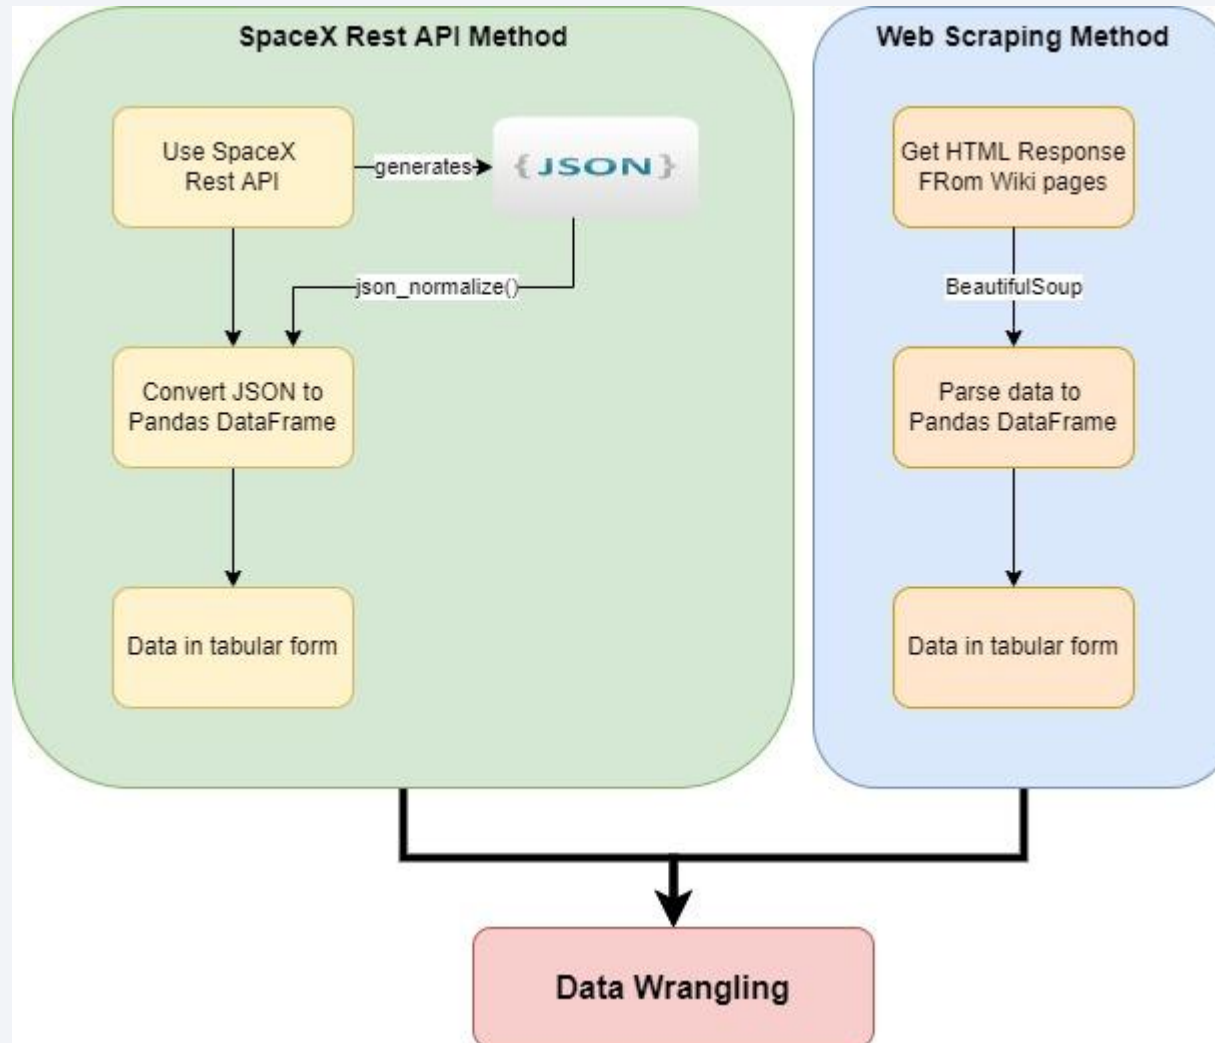 SpaceX Rest API Method
Use SpaceX
Rest API
generates
{JSON}
json_normalize()
Convert JSON to
Pandas DataFrame
Data in tabular form
Web Scraping Method
Get HTML Response
FRom Wiki pages
BeautifulSoup
Parse data to
Pandas DataFrame
Data in tabular form
Data Wrangling